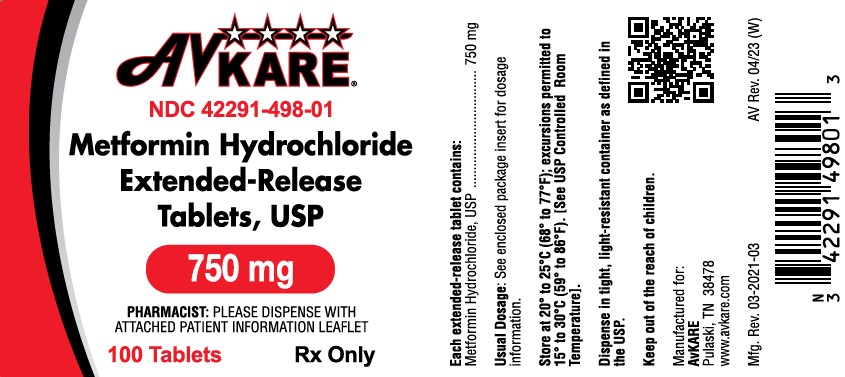 AVKARE®
NDC 42291-498-01
Metformin Hydrochloride
Extended-Release
Tablets, USP
750 mg
PHARMACIST: PLEASE DISPENSE WITH
ATTACHED PATIENT INFORMATION LEAFLET
100 Tablets Rx Only
Each extended-release tablet contains:
Metformin Hydrochloride, USP ................................ 750 mg
Usual Dosage: See enclosed package insert for dosage
information.
Store at 20° to 25°C (68° to 77°F); excursions permitted to
15° to 30°C (59° to 86°F). [See USP Controlled Room
Temperature].
Dispense in tight, light-resistant container as defined in
the USP.
Keep out of the reach of children.
Manufactured for:
AvKARE
Pulaski, TN 38478
www.avkare.com
Mfg. Rev. 03-2021-03 AV Rev. 04/23 (W)
N
3 42291 49801 3